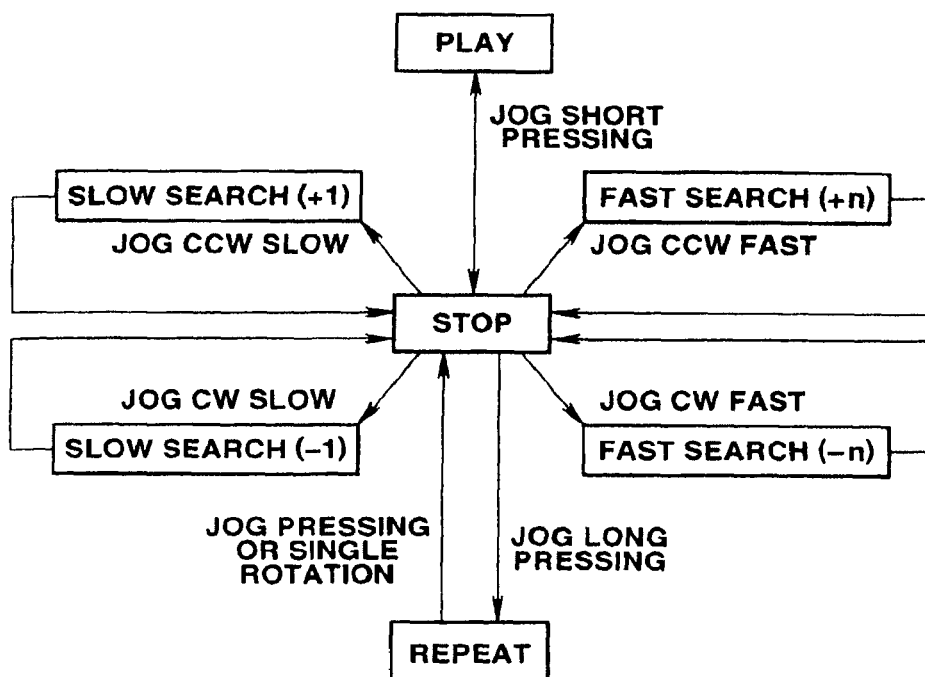 PLAY
JOG SHORT
PRESSING
SLOW SEARCH (+1)
FAST SEARCH (+n)
JOG CCW SLOW
JOG CCW FAST
STOP
JOG CW SLOW
JOG CW FAST
SLOW SEARCH (−1)
FAST SEARCH (−n)
JOG PRESSING
OR SINGLE
ROTATION
JOG LONG
PRESSING
REPEAT